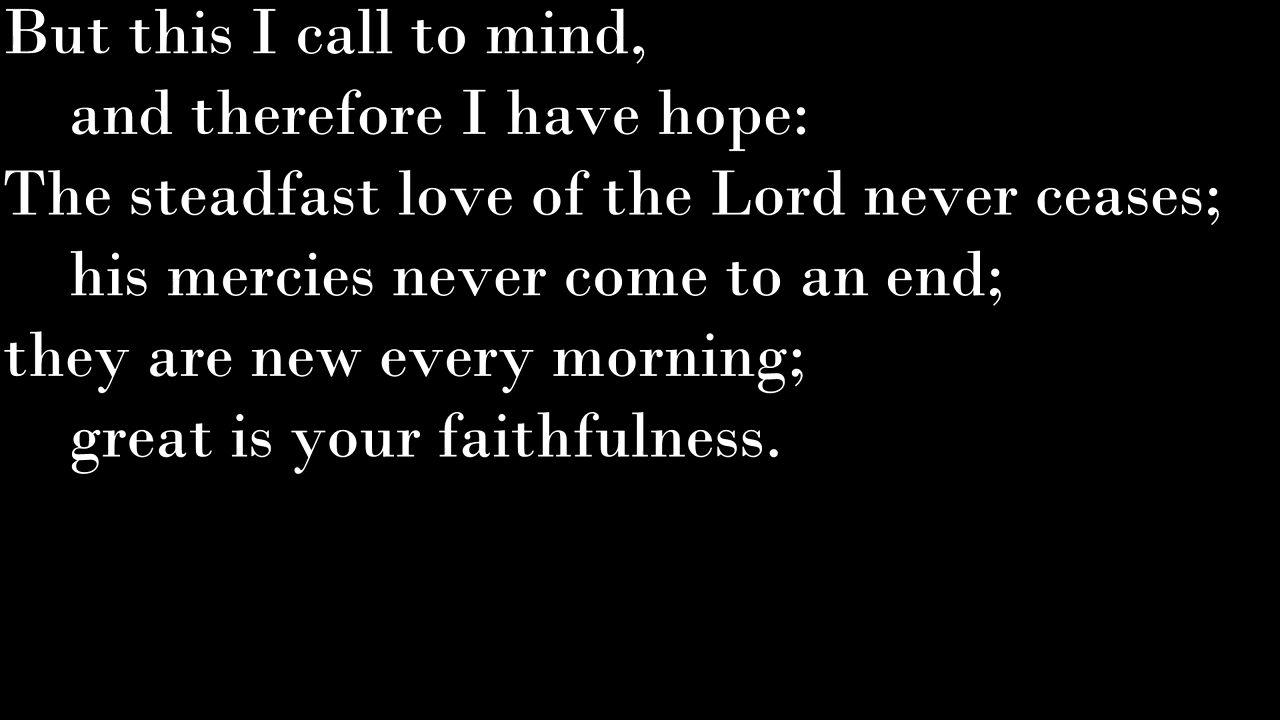 But this I call to mind,
and therefore I have hope:
The steadfast love of the Lord never ceases;
his mercies never come to an end;
they are new every morning;
great is your faithfulness.